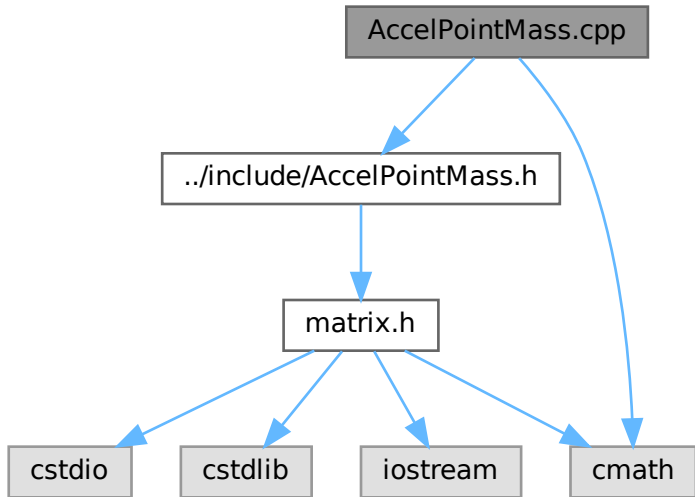 AccelPointMass.cpp
../include/AccelPointMass.h
matrix.h
cstdio
cstdlib
iostream
cmath